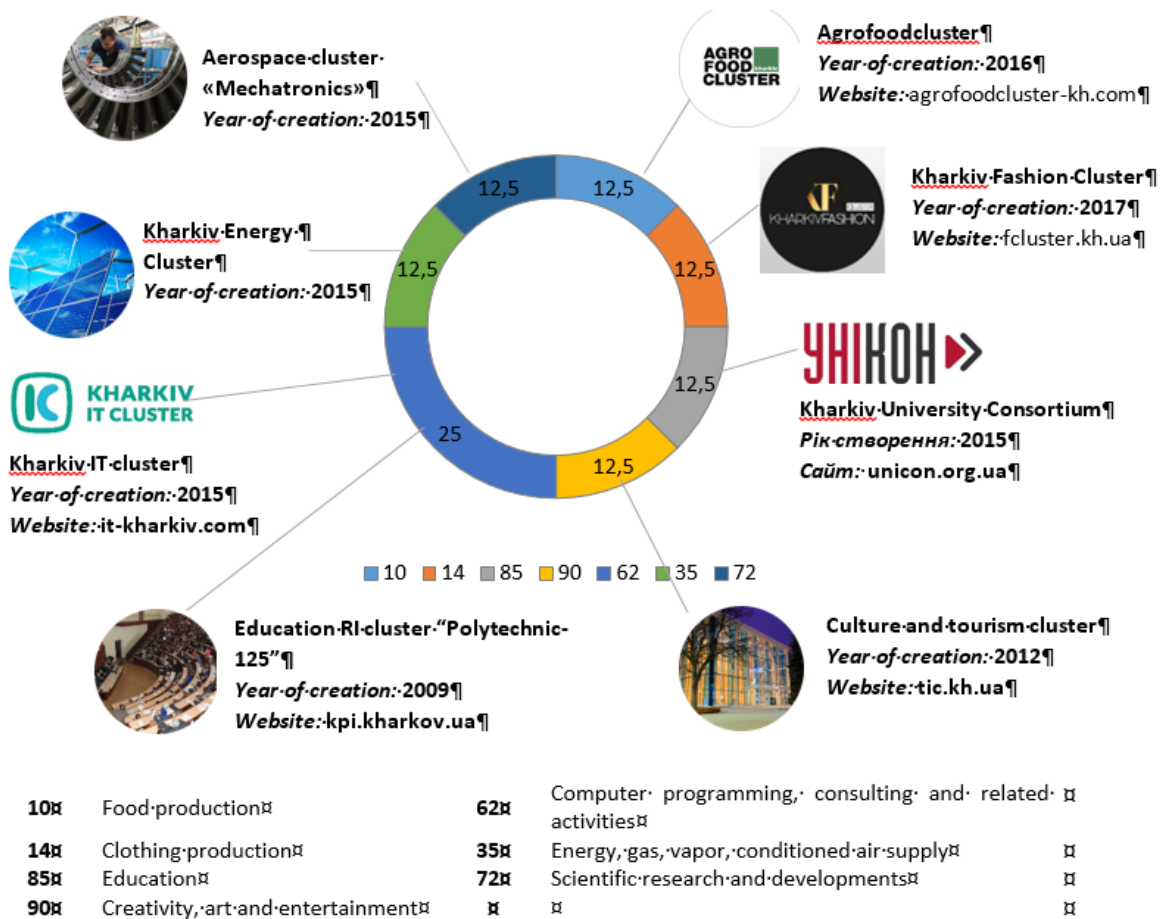 Aerospace·cluster·
«Mechatronics»¶
Year·of·creation:·2015¶
AGRO
FOOD kharkiv
CLUSTER
Agrofoodcluster¶
Year·of·creation:·2016¶
Website:·agrofoodcluster-kh.com¶
Kharkiv·Energy·¶
Cluster¶
Year·of·creation:·2015¶
KF
KHARKIVFASHION
Kharkiv·Fashion·Cluster¶
Year·of·creation:·2017¶
Website:·fcluster.kh.ua¶
12,5
12,5
12,5
12,5
12,5
25
12,5
KHARKIV
IT CLUSTER
Kharkiv·IT·cluster¶
Year·of·creation:·2015¶
Website:·it-kharkiv.com¶
УНІКОН
Kharkiv·University·Consortium¶
Рік·створення:·2015¶
Сайт:·unicon.org.ua¶
10 14 85 90 62 35 72
Education·RI·cluster·“Polytechnic-
125”¶
Year·of·creation:·2009¶
Website:·kpi.kharkov.ua¶
Culture·and·tourism·cluster¶
Year·of·creation:·2012¶
Website:·tic.kh.ua¶
10¤ Food·production¤ 62¤ Computer· programming,· consulting· and· related· ¤
activities¤
14¤ Clothing·production¤ 35¤ Energy,·gas,·vapor,·conditioned·air·supply¤ ¤
85¤ Education¤ 72¤ Scientific·research·and·developments¤ ¤
90¤ Creativity,·art·and·entertainment¤ ¤ ¤ ¤